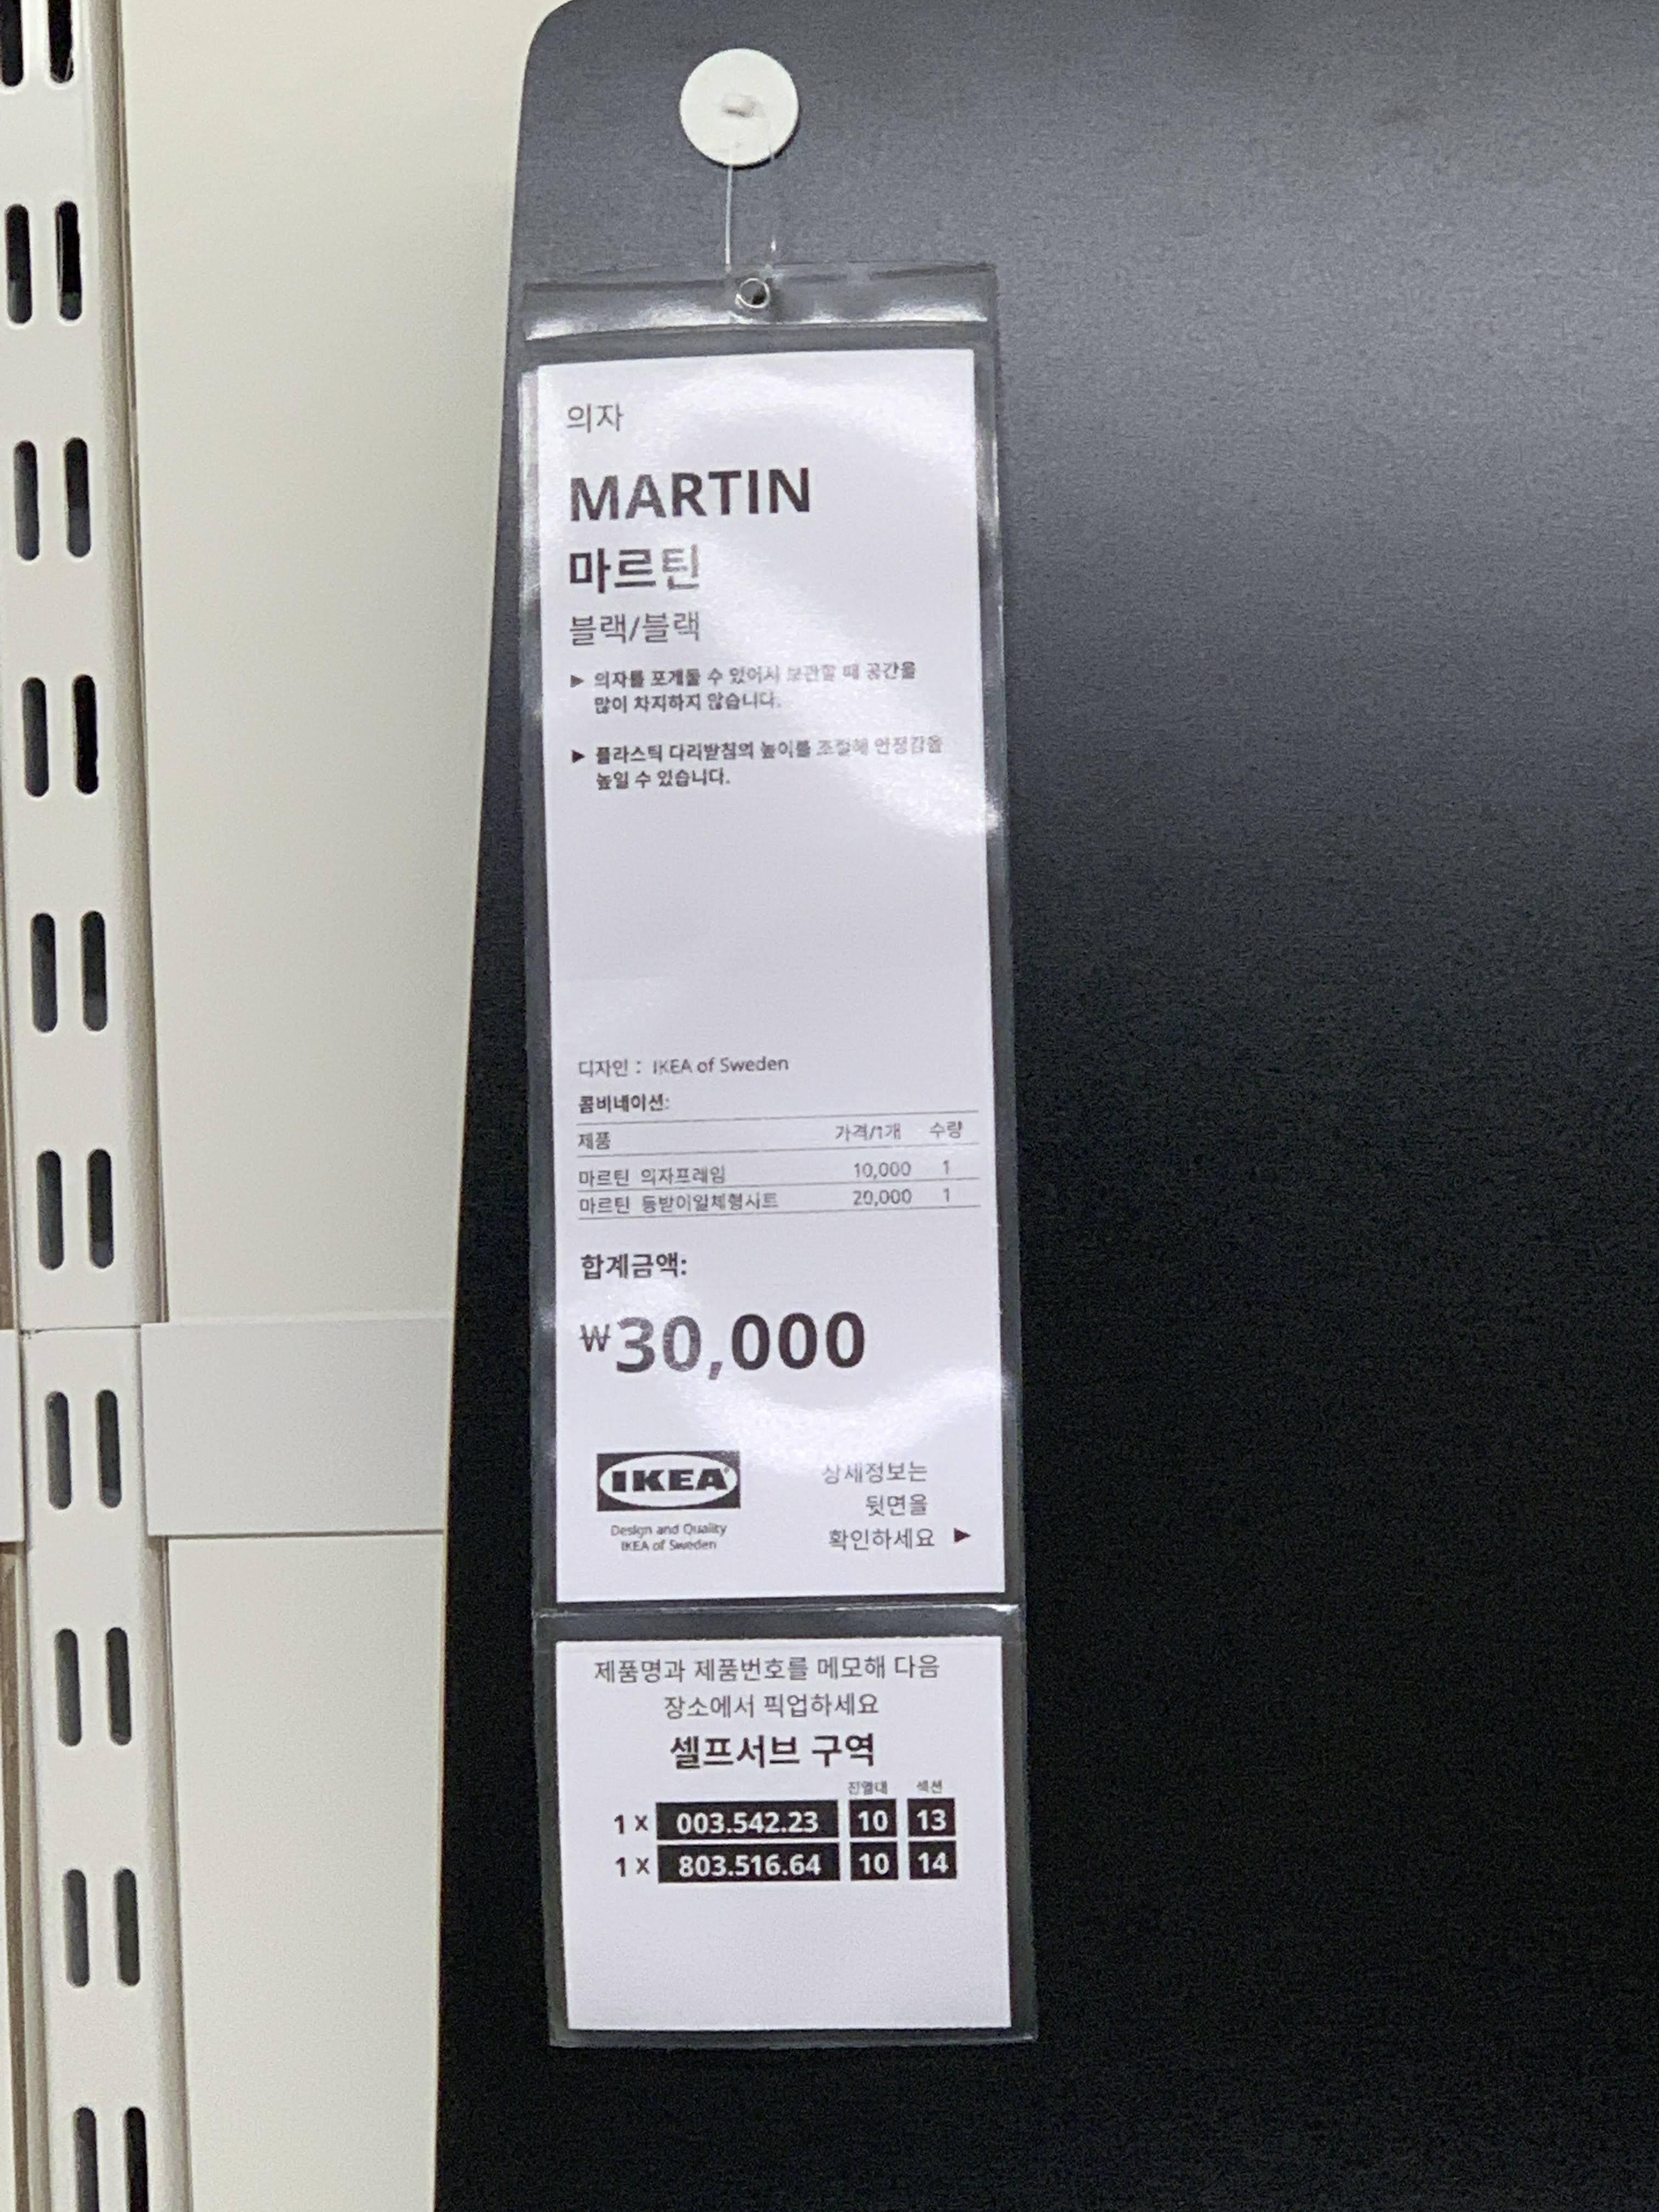 의자
MARTIN
마르틴
블랙/블랙
▶ 의자를 포개둘 수 있어서 보관할 때 공간을
많이 차지하지 않습니다.
▶ 플라스틱 다리받침의 높이를 조절해 안정감을
높일 수 있습니다.
디자인 : IKEA of Sweden
콤비네이션:
제품 가격/1개 수량
마르틴 의자프레임 10,000 1
마르틴 등받이일체형시트 20,000 1
합계금액:
₩30,000
IKEA
Design and Quality
IKEA of Sweden
상세정보는
뒷면을
확인하세요 ▶
제품명과 제품번호를 메모해 다음
장소에서 픽업하세요
셀프서브 구역
진열대 섹션
1 X 003.542.23 10 13
1 X 803.516.64 10 14